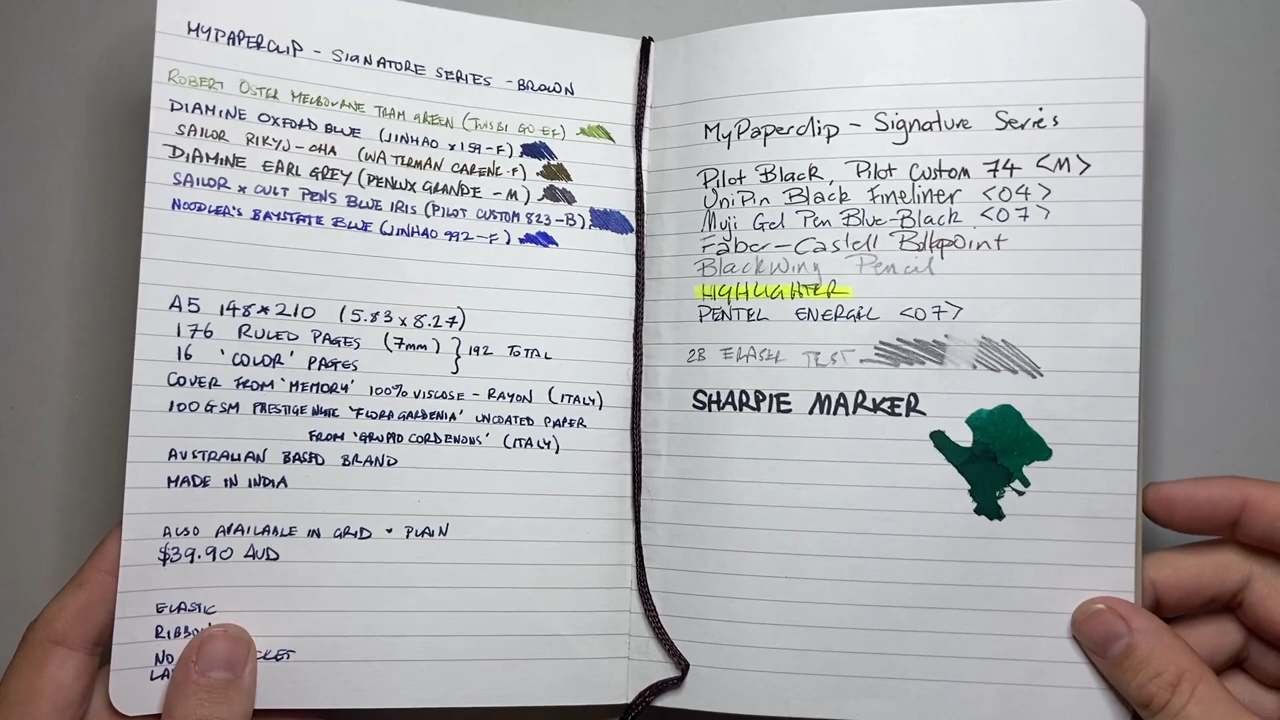 MYPAPERCLIP - SIGNATURE SERIES - BROWN
ROBERT OSTER MELBOURNE TRAM GREEN (TWSBI GO EF)
DIAMINE OXFORD BLUE (JINHAO X159-F)
SAILOR RIKYU-CHA (WATERMAN CARENE-F)
DIAMINE EARL GREY (PENLUX GRANDE - M)
SAILOR x CULT PENS BLUE IRIS (PILOT CUSTOM 823-B)
NOODLER'S BAYSTATE BLUE (JINHAO 992-F)
A5 148*210 (5.83 x 8.27)
176 RULED PAGES (7mm) } 192 TOTAL
16 'COLOR' PAGES
COVER FROM 'MEMORY' 100% VISCOSE - RAYON (ITALY)
100GSM PRESTIGE NOTE 'FLORA GARDENIA' UNCOATED PAPER
FROM 'GRUPPO CORDENONS' (ITALY)
AUSTRALIAN BASED BRAND
MADE IN INDIA
ALSO AVAILABLE IN GRID + PLAIN
$39.90 AUD
ELASTIC
NO
MyPaperclip - Signature Series
Pilot Black, Pilot Custom 74 <M>
UniPin Black Fineliner <04>
Muji Gel Pen Blue-Black <07>
Faber-Castell Ballpoint
Blackwing Pencil
HIGHLIGHTER
PENTEL ENERGEL <07>
2B ERASER TEST
SHARPIE MARKER